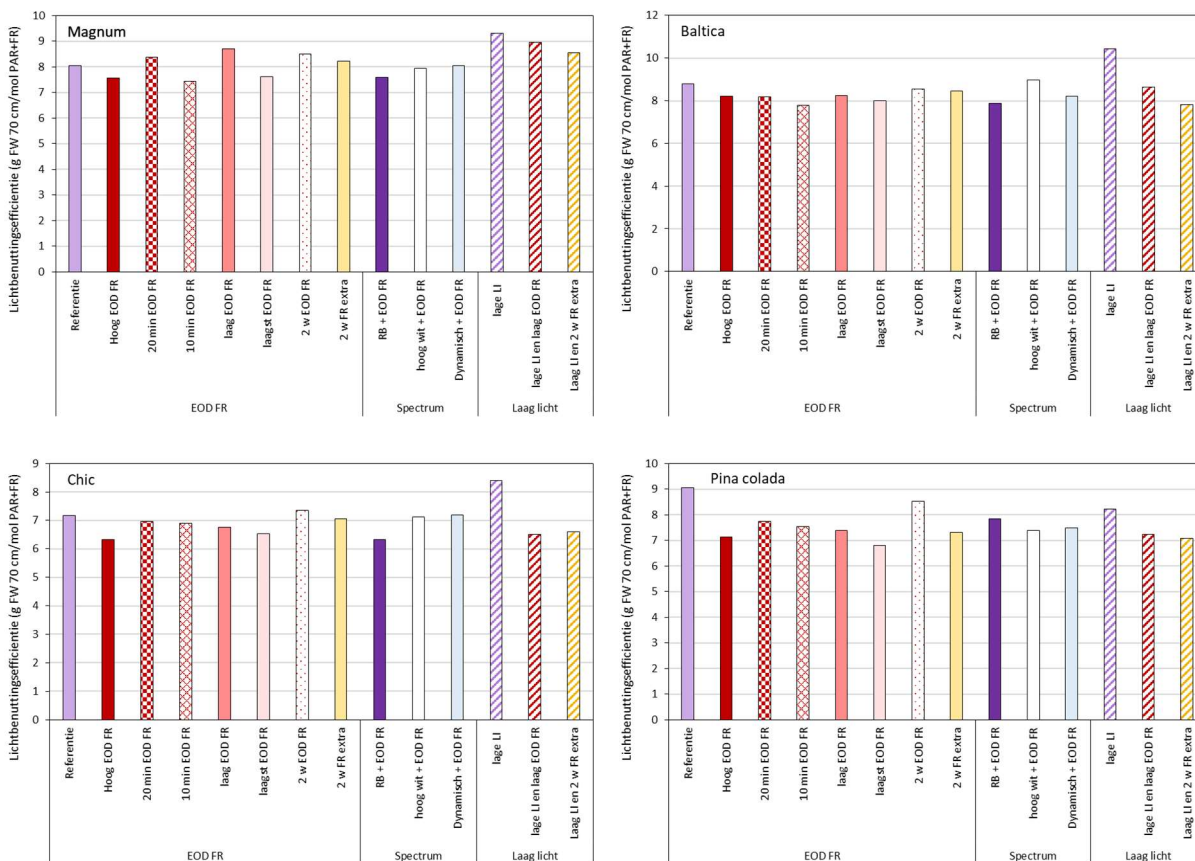 Magnum
Lichtbenuttingsefficientie (g FW 70 cm/mol PAR+FR)
10
9
8
7
6
5
4
3
2
1
0
Referentie
Hoog EOD FR
20 min EOD FR
10 min EOD FR
laag EOD FR
laagst EOD FR
2 w EOD FR
2 w FR extra
RB + EOD FR
hoog wit + EOD FR
Dynamisch + EOD FR
lage LI
lage LI en laag EOD FR
Laag LI en 2 w FR extra
EOD FR
Spectrum
Laag licht
Baltica
Lichtbenuttingsefficientie (g FW 70 cm/mol PAR+FR)
12
10
8
6
4
2
0
Referentie
Hoog EOD FR
20 min EOD FR
10 min EOD FR
laag EOD FR
laagst EOD FR
2 w EOD FR
2 w FR extra
RB + EOD FR
hoog wit + EOD FR
Dynamisch + EOD FR
lage LI
lage LI en laag EOD FR
Laag LI en 2 w FR extra
EOD FR
Spectrum
Laag licht
Chic
Lichtbenuttingsefficientie (g FW 70 cm/mol PAR+FR)
9
8
7
6
5
4
3
2
1
0
Referentie
Hoog EOD FR
20 min EOD FR
10 min EOD FR
laag EOD FR
laagst EOD FR
2 w EOD FR
2 w FR extra
RB + EOD FR
hoog wit + EOD FR
Dynamisch + EOD FR
lage LI
lage LI en laag EOD FR
Laag LI en 2 w FR extra
EOD FR
Spectrum
Laag licht
Pina colada
Lichtbenuttingsefficientie (g FW 70 cm/mol PAR+FR)
10
9
8
7
6
5
4
3
2
1
0
Referentie
Hoog EOD FR
20 min EOD FR
10 min EOD FR
laag EOD FR
laagst EOD FR
2 w EOD FR
2 w FR extra
RB + EOD FR
hoog wit + EOD FR
Dynamisch + EOD FR
lage LI
lage LI en laag EOD FR
Laag LI en 2 w FR extra
EOD FR
Spectrum
Laag licht